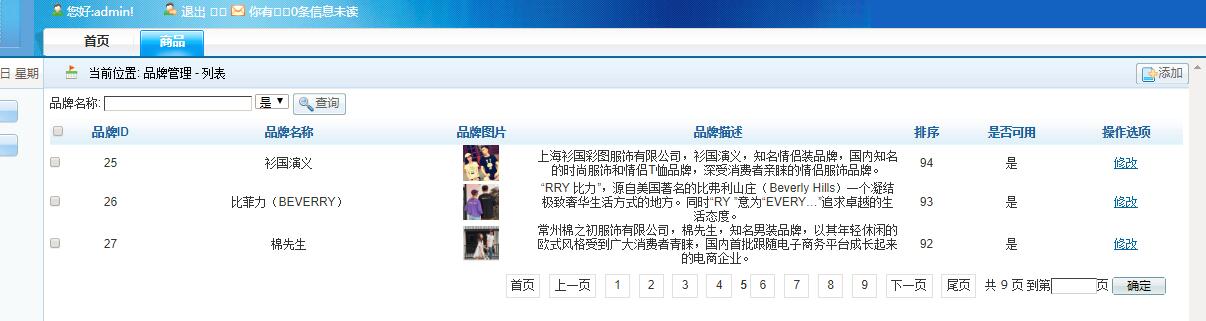 您好:admin! 退出 你有0条信息未读
首页 商品
日 星期 当前位置: 品牌管理 - 列表 添加
品牌名称: 是 查询
品牌ID 品牌名称 品牌图片 品牌描述 排序 是否可用 操作选项
25 衫国演义 上海衫国彩图服饰有限公司，衫国演义，知名情侣装品牌，国内知名 94 是 修改
的时尚服饰和情侣T恤品牌，深受消费者亲睐的情侣服饰品牌。
“RRY 比力”，源自美国著名的比弗利山庄（Beverly Hills）一个凝结
26 比菲力（BEVERRY） 极致奢华生活方式的地方。同时“RY ”意为“EVERY…”追求卓越的生 93 是 修改
活态度。
常州棉之初服饰有限公司，棉先生，知名男装品牌，以其年轻休闲的
27 棉先生 欧式风格受到广大消费者青睐，国内首批跟随电子商务平台成长起来 92 是 修改
的电商企业。
首页 上一页 1 2 3 4 5 6 7 8 9 下一页 尾页 共 9 页 到第 页 确定